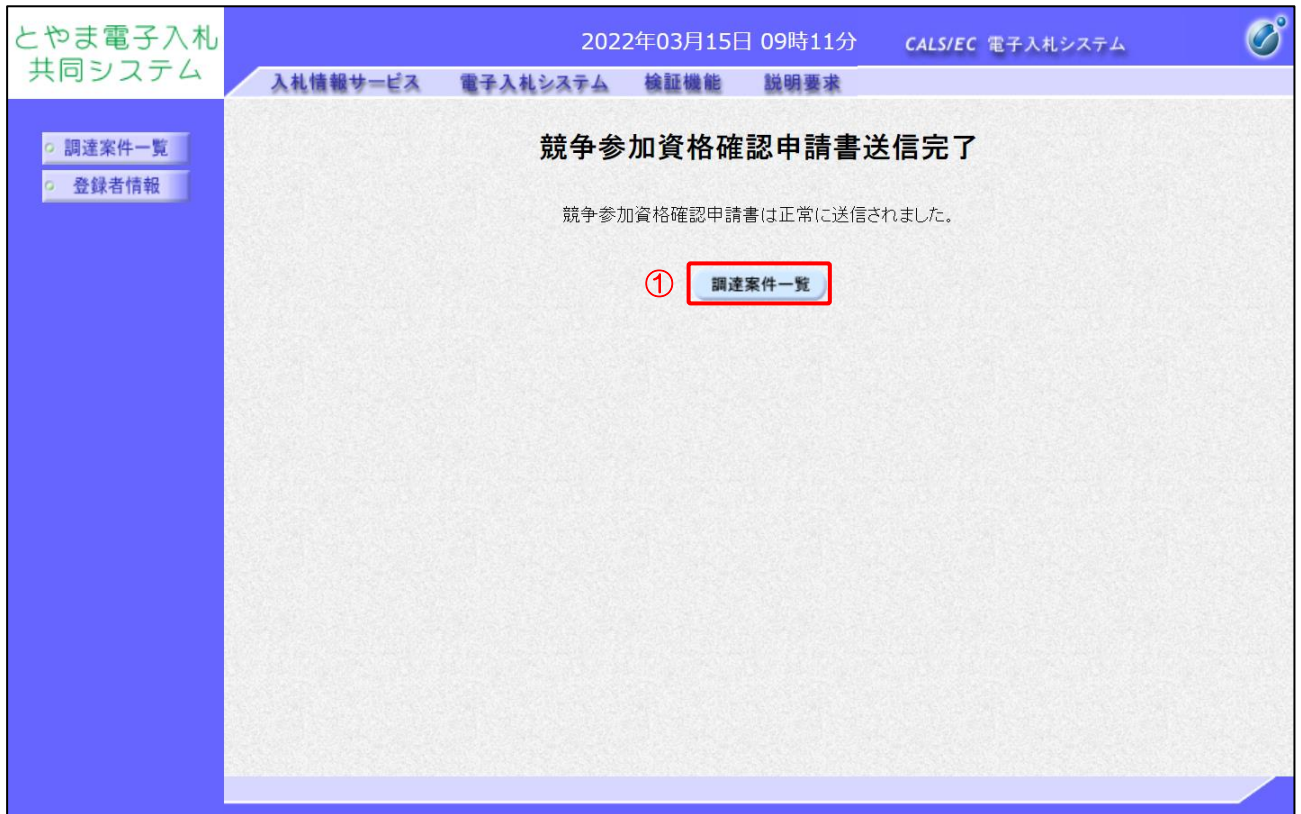 とやま電子入札
共同システム
2022年03月15日 09時11分
CALS/EC 電子入札システム
入札情報サービス 電子入札システム 検証機能 説明要求
調達案件一覧
登録者情報
競争参加資格確認申請書送信完了
競争参加資格確認申請書は正常に送信されました。
① 調達案件一覧